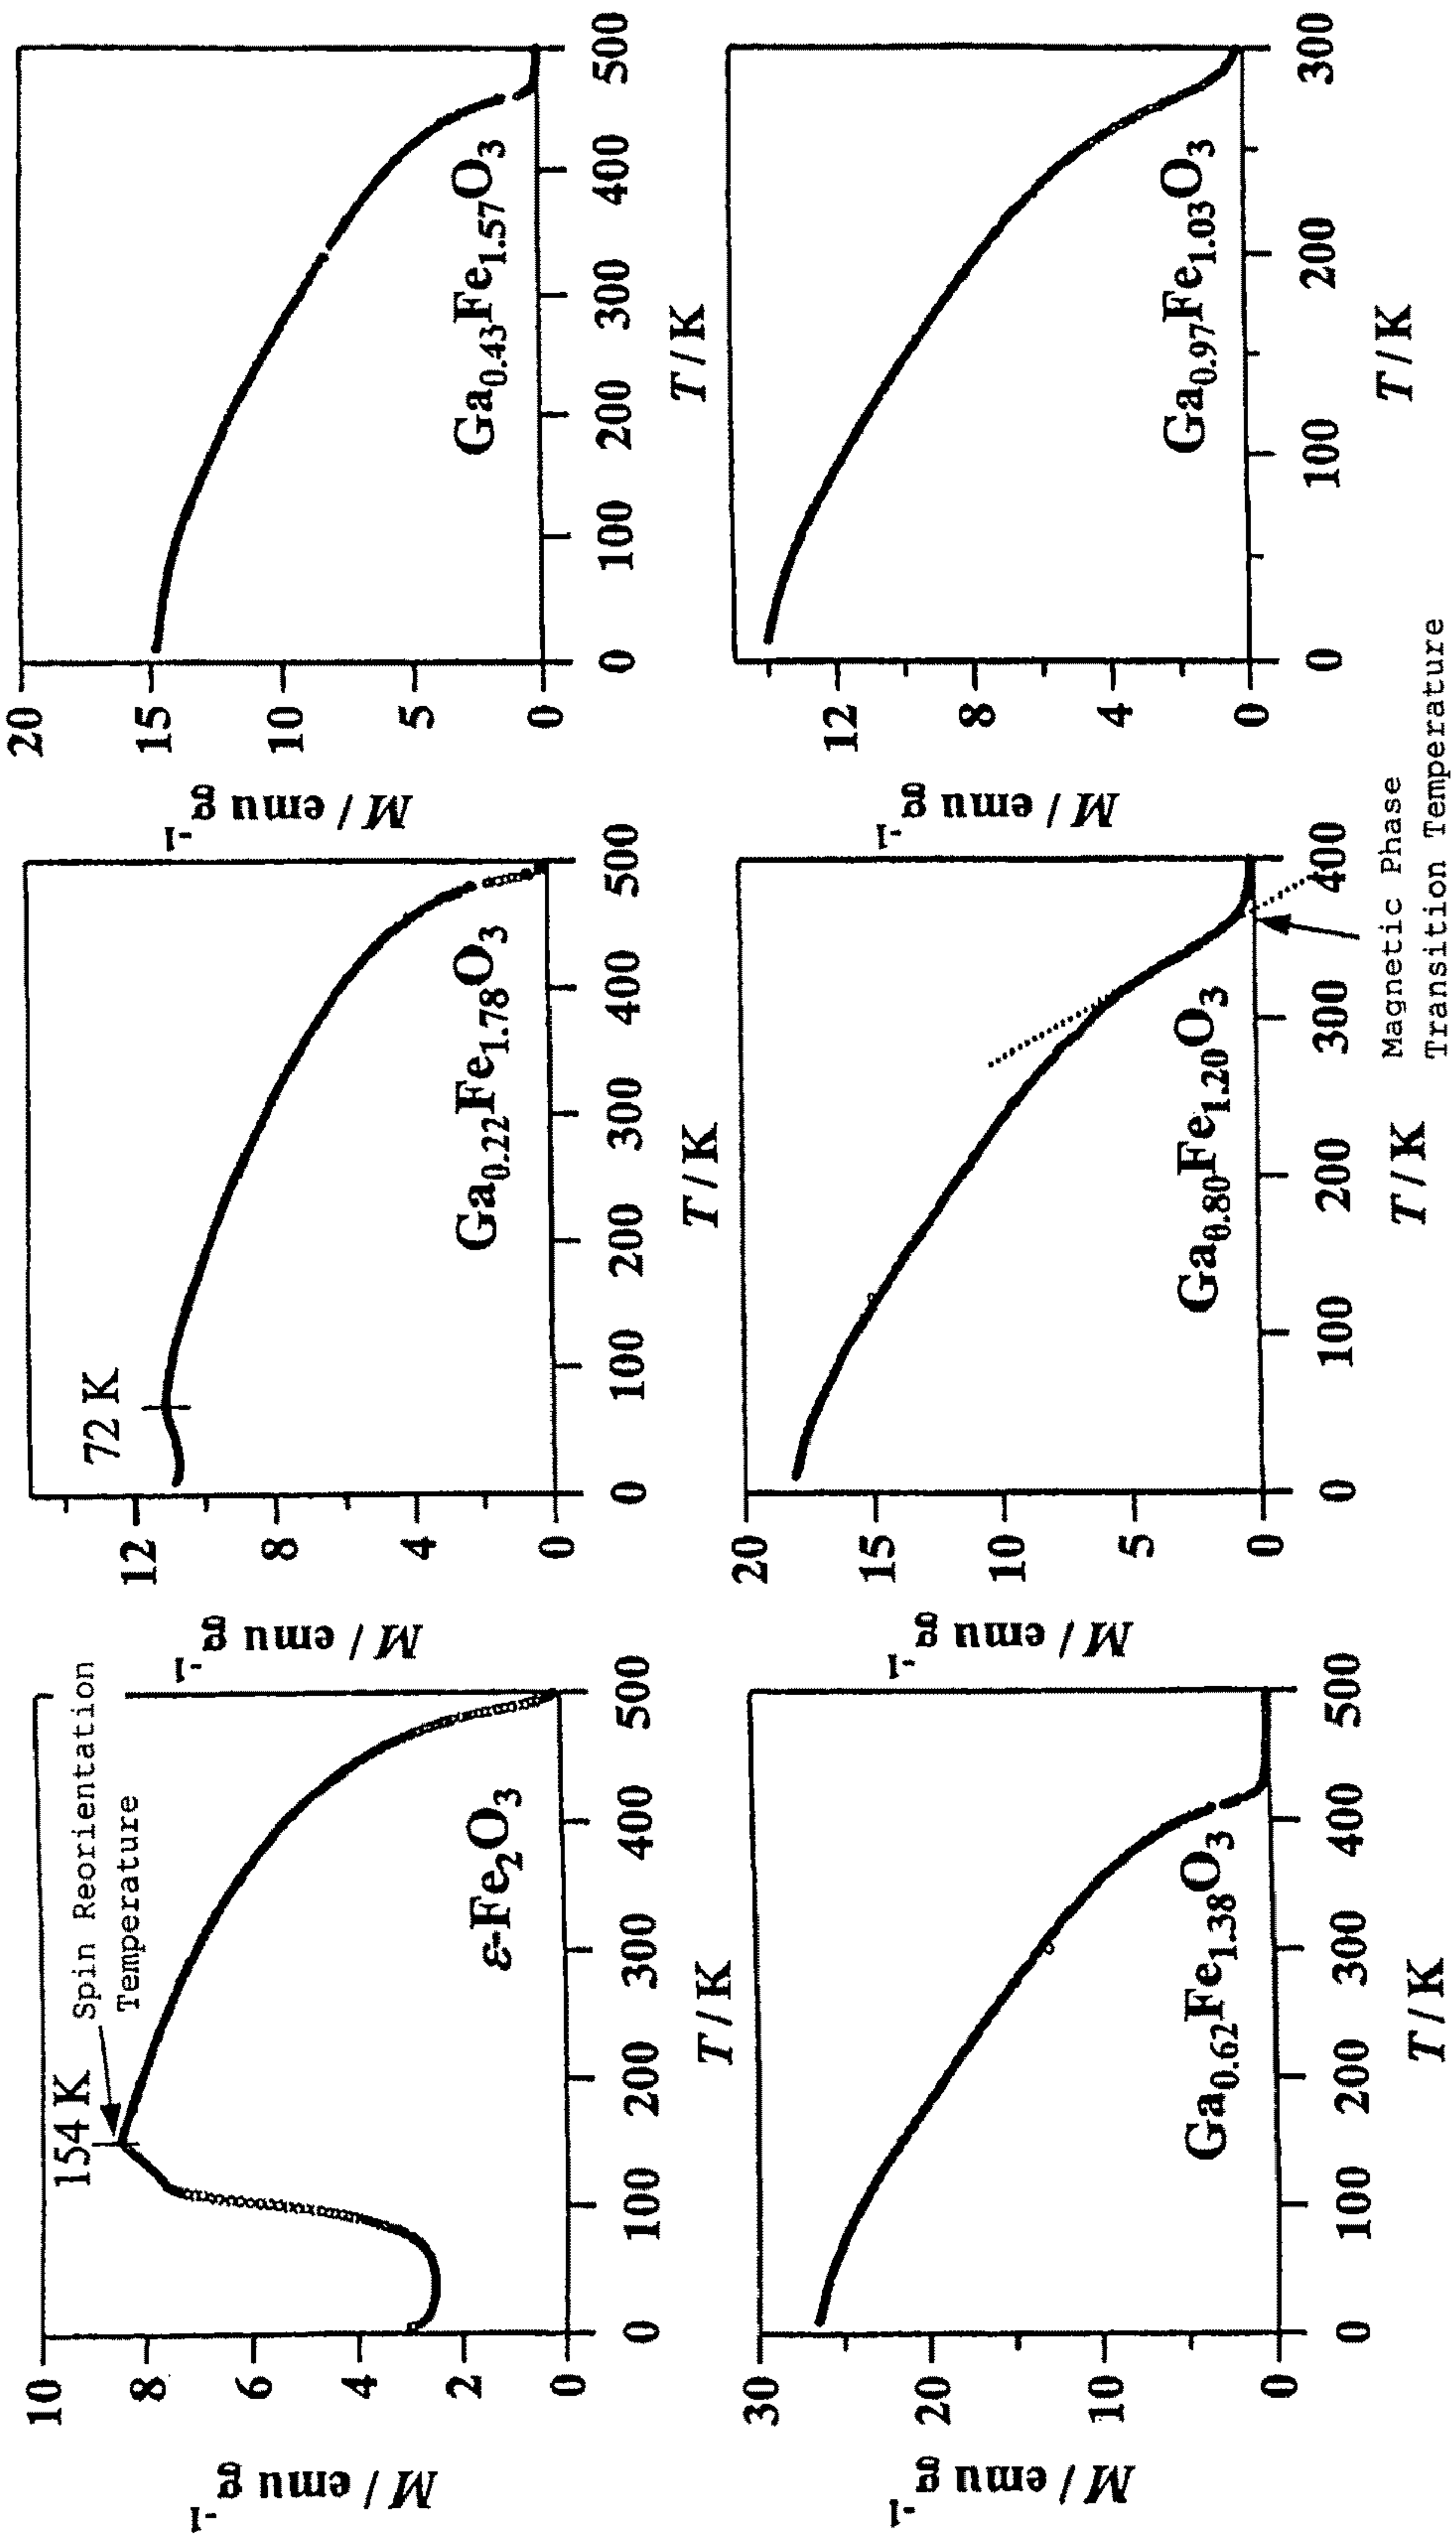 10
8
6
4
2
0
M / emu g-1
154 K
Spin Reorientation
Temperature
ε-Fe2O3
0 100 200 300 400 500
T / K
12
8
4
0
M / emu g-1
72 K
Ga0.22Fe1.78O3
0 100 200 300 400 500
T / K
20
15
10
5
0
M / emu g-1
Ga0.43Fe1.57O3
0 100 200 300 400 500
T / K
30
20
10
0
M / emu g-1
Ga0.62Fe1.38O3
0 100 200 300 400 500
T / K
20
15
10
5
0
M / emu g-1
Ga0.80Fe1.20O3
0 100 200 300 400
T / K
Magnetic Phase
Transition Temperature
12
8
4
0
M / emu g-1
Ga0.97Fe1.03O3
0 100 200 300
T / K